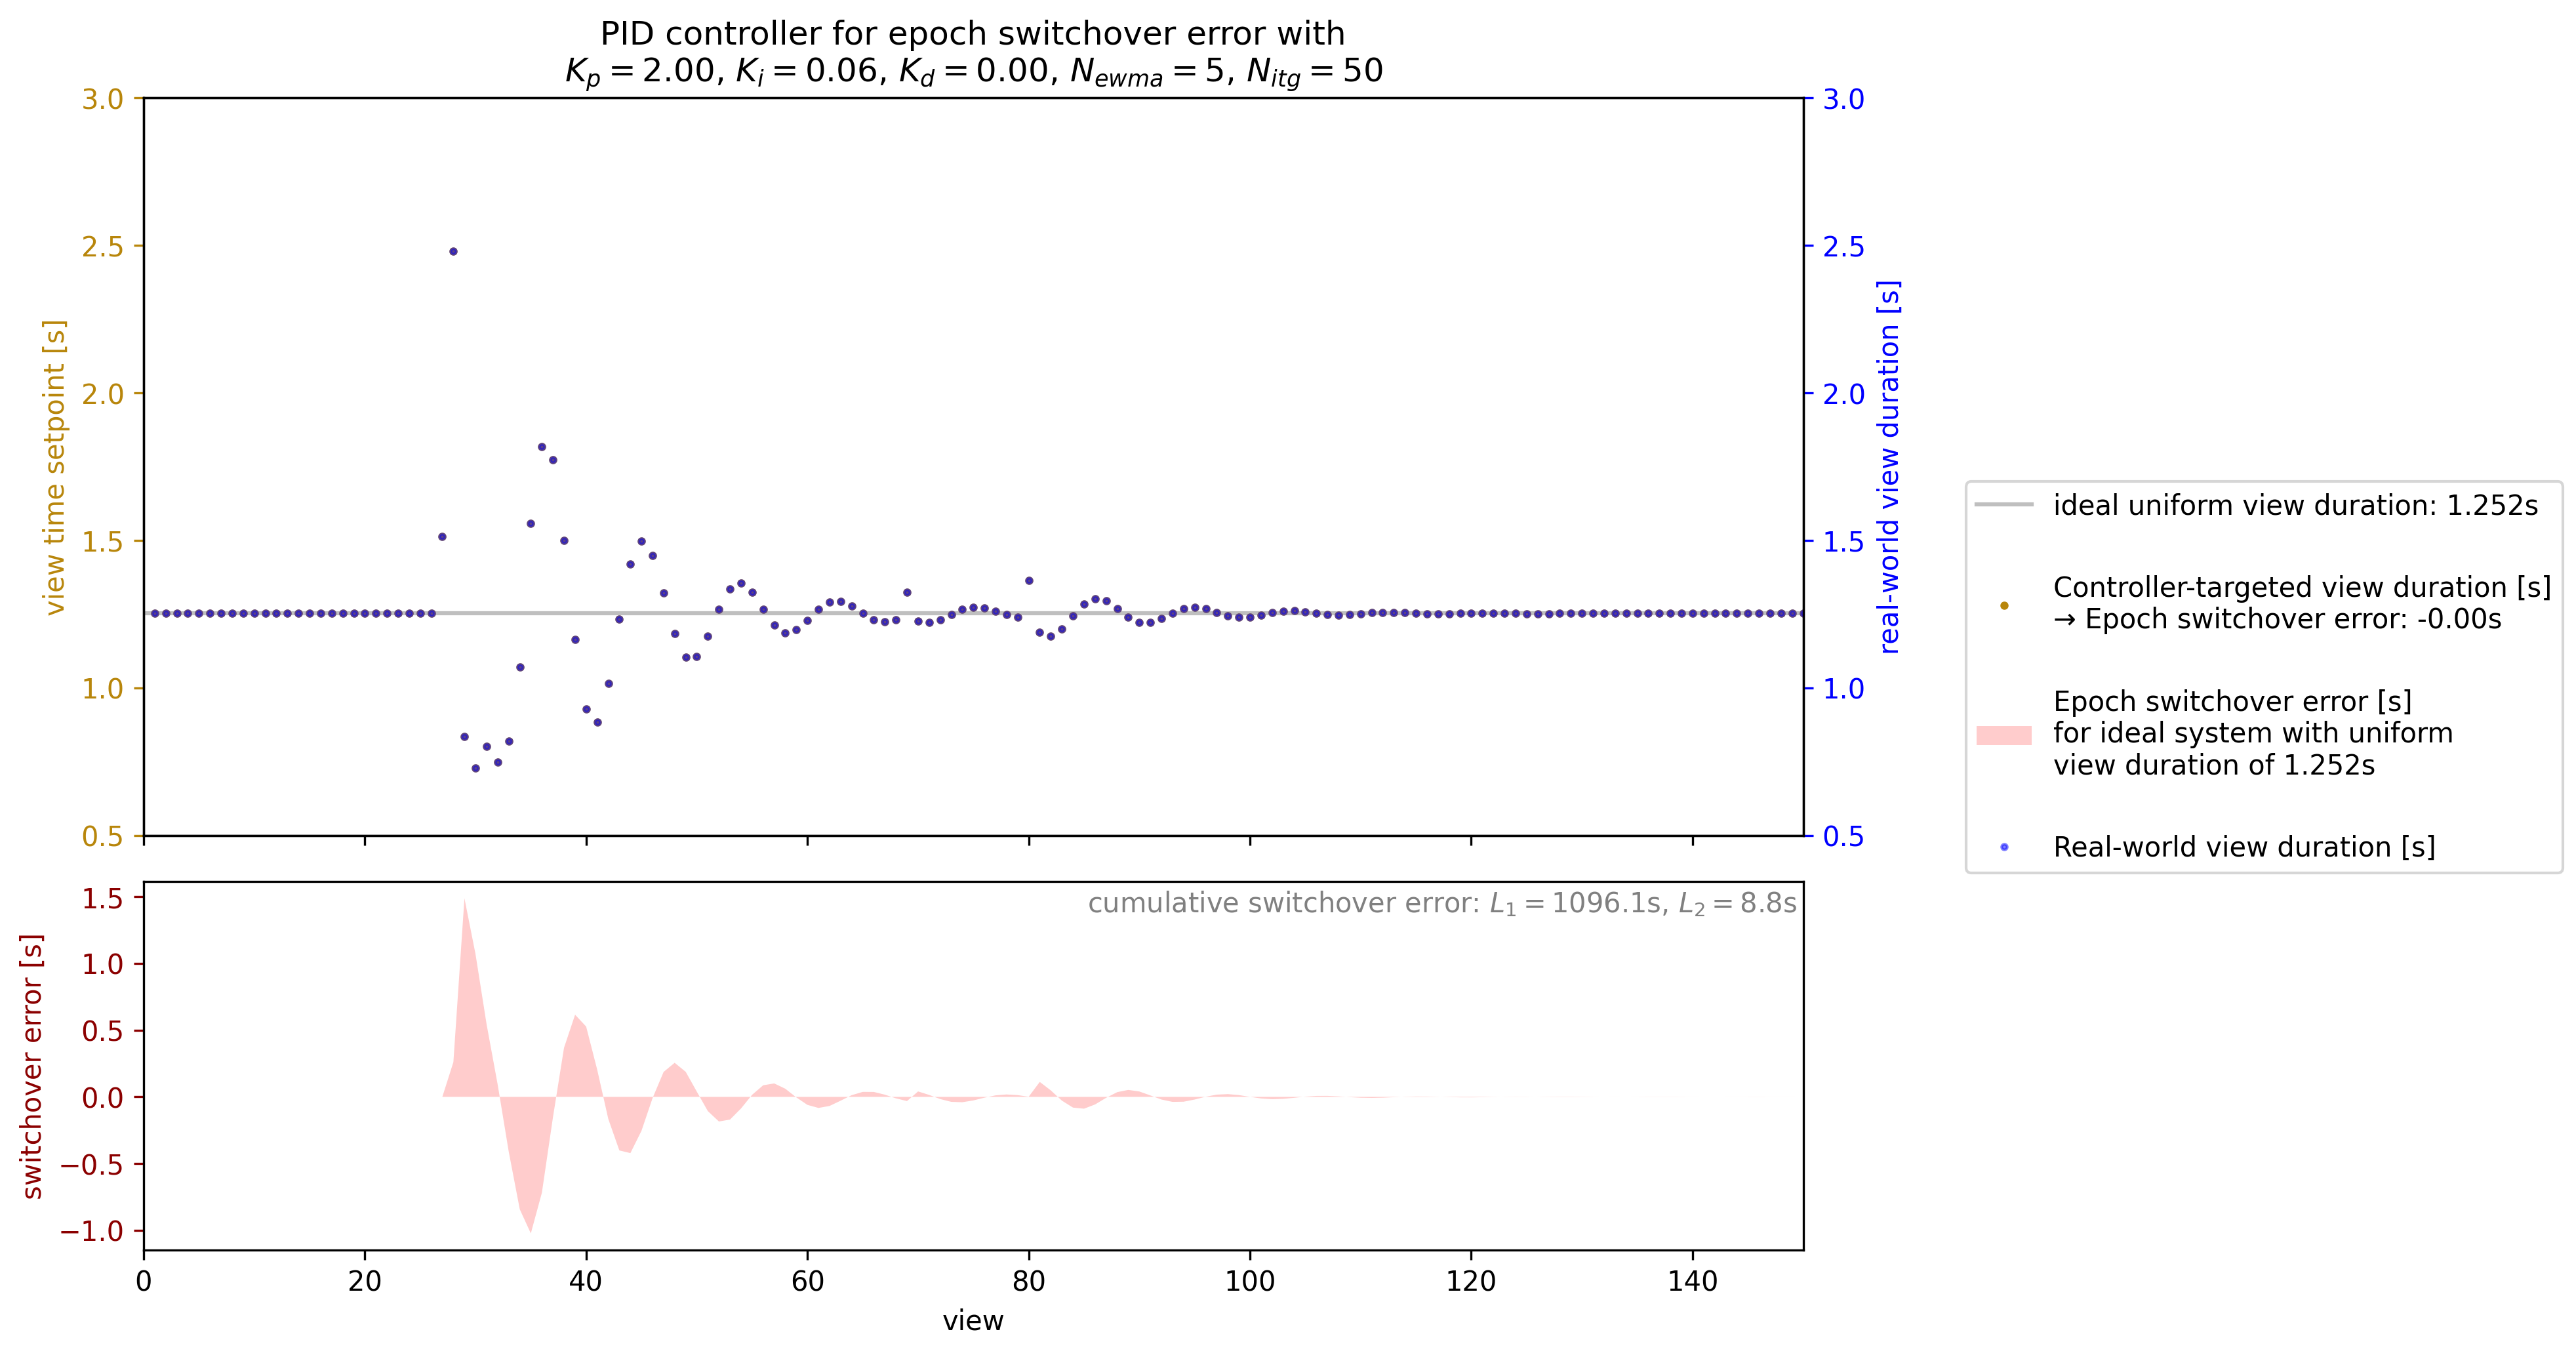 PID controller for epoch switchover error with
K_p = 2.00, K_i = 0.06, K_d = 0.00, N_ewma = 5, N_itg = 50
3.0
2.5
2.0
1.5
1.0
0.5
view time setpoint [s]
3.0
2.5
2.0
1.5
1.0
0.5
real-world view duration [s]
ideal uniform view duration: 1.252s
Controller-targeted view duration [s]
→ Epoch switchover error: -0.00s
Epoch switchover error [s]
for ideal system with uniform
view duration of 1.252s
Real-world view duration [s]
cumulative switchover error: L_1 = 1096.1s, L_2 = 8.8s
1.5
1.0
0.5
0.0
−0.5
−1.0
switchover error [s]
0 20 40 60 80 100 120 140
view